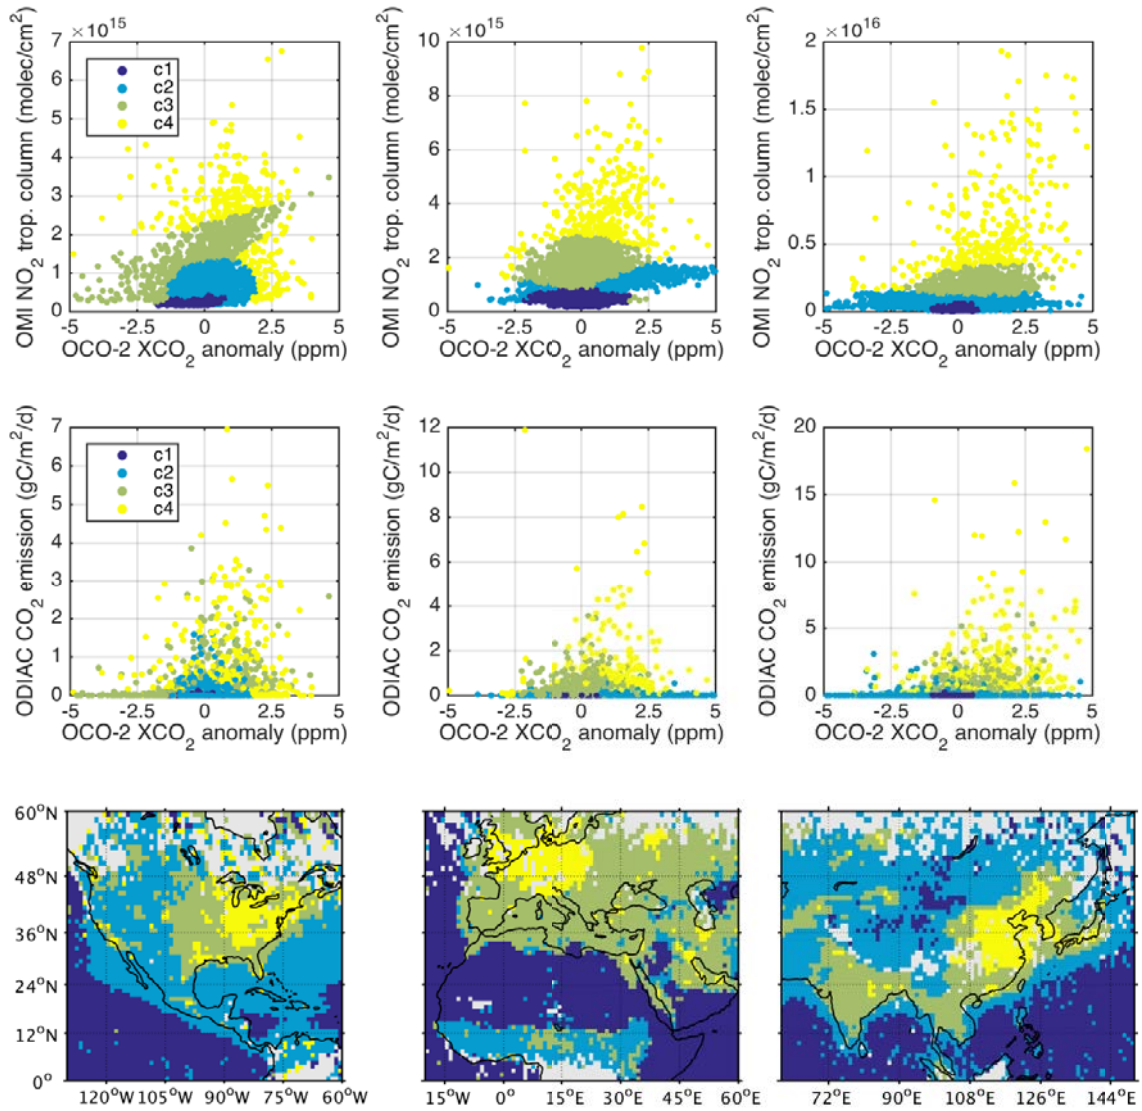 ×10¹⁵
7
6
5
4
3
2
1
0
-5 -2.5 0 2.5 5
OMI NO₂ trop. column (molec/cm²)
OCO-2 XCO₂ anomaly (ppm)
c1
c2
c3
c4
×10¹⁵
10
8
6
4
2
0
-5 -2.5 0 2.5 5
OMI NO₂ trop. column (molec/cm²)
OCO-2 XCO₂ anomaly (ppm)
×10¹⁶
2
1.5
1
0.5
0
-5 -2.5 0 2.5 5
OMI NO₂ trop. column (molec/cm²)
OCO-2 XCO₂ anomaly (ppm)
7
6
5
4
3
2
1
0
-5 -2.5 0 2.5 5
ODIAC CO₂ emission (gC/m²/d)
OCO-2 XCO₂ anomaly (ppm)
c1
c2
c3
c4
12
10
8
6
4
2
0
-5 -2.5 0 2.5 5
ODIAC CO₂ emission (gC/m²/d)
OCO-2 XCO₂ anomaly (ppm)
20
15
10
5
0
-5 -2.5 0 2.5 5
ODIAC CO₂ emission (gC/m²/d)
OCO-2 XCO₂ anomaly (ppm)
60°N
48°N
36°N
24°N
12°N
0°
120°W 105°W 90°W 75°W 60°W
15°W 0° 15°E 30°E 45°E 60°E
72°E 90°E 108°E 126°E 144°E